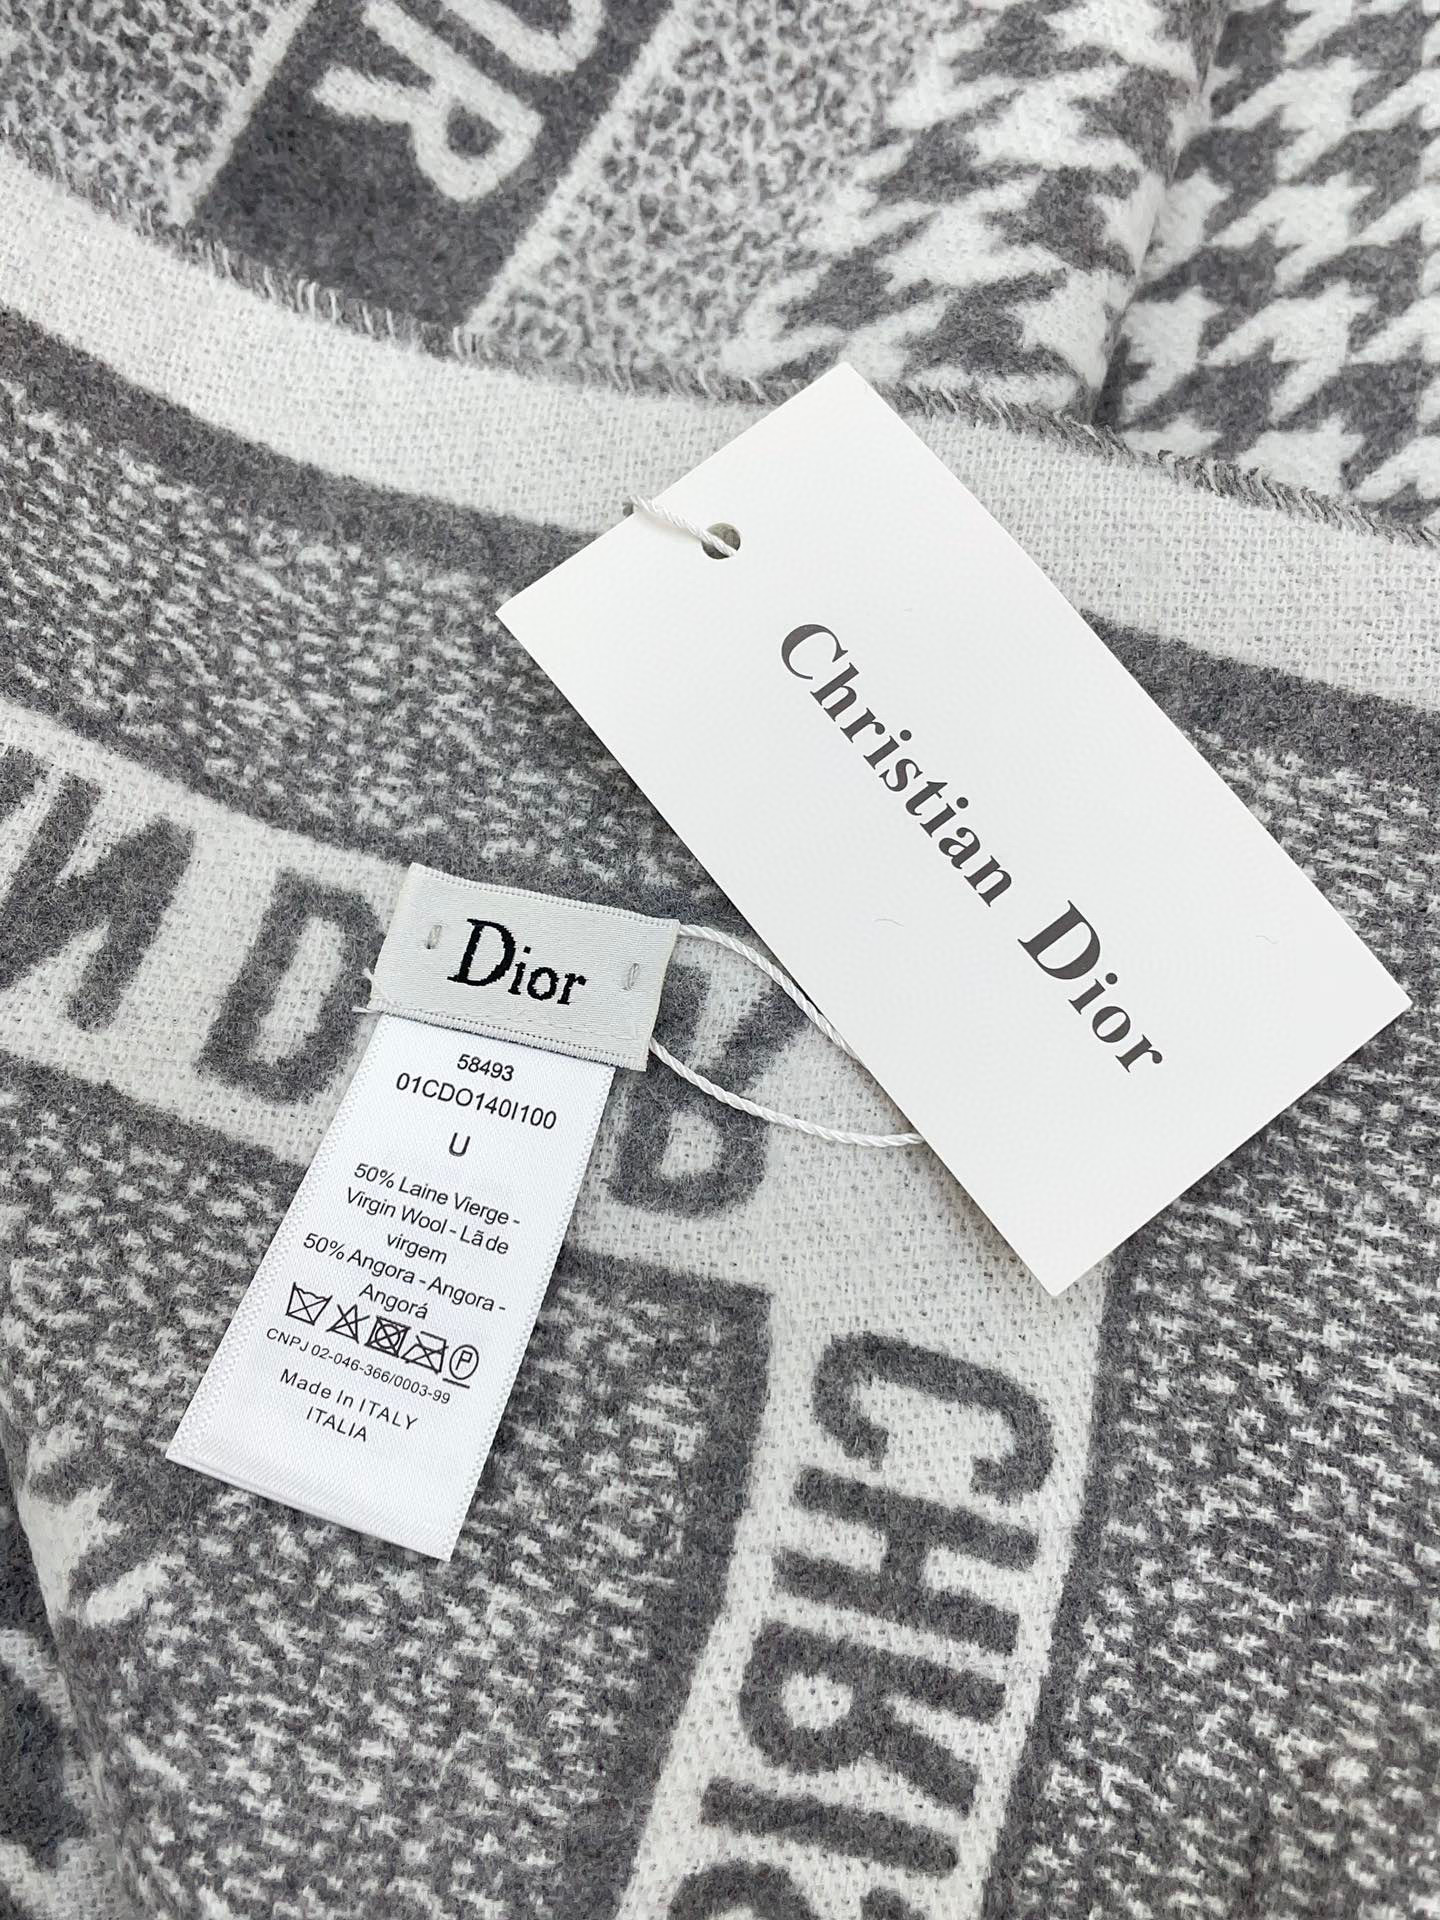 OR
Christian Dior
Dior
58493
01CDO140I100
U
50% Laine Vierge -
Virgin Wool - Lã de
virgem
50% Angora - Angora -
Angorá
P
CNPJ 02-046-366/0003-99
Made In ITALY
ITALIA
CHRI